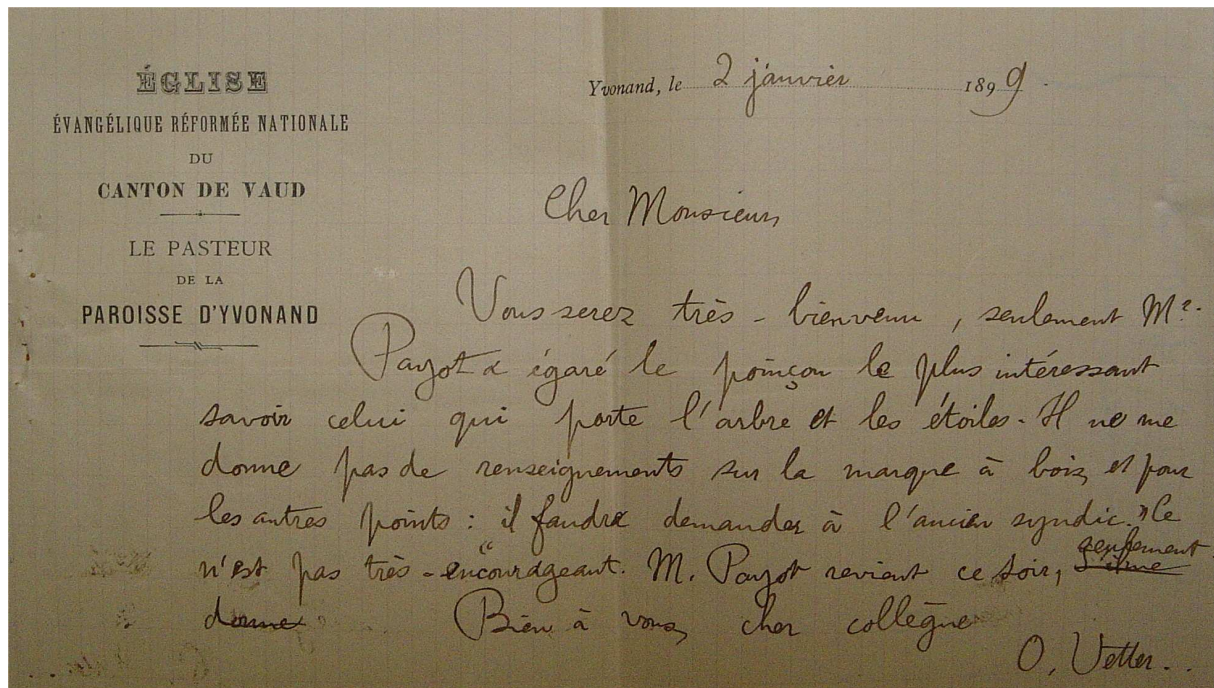 ÉGLISE
ÉVANGÉLIQUE RÉFORMÉE NATIONALE
DU
CANTON DE VAUD
LE PASTEUR
DE LA
PAROISSE D'YVONAND
Yvonand, le 2 janvier 1899.
Cher Monsieur,
Vous serez très-bienvenu, seulement Mr.
Payot a égaré le poinçon le plus intéressant
savoir celui qui porte l'arbre et les étoiles. Il ne me
donne pas de renseignements sur la marque à bois, et pour
les autres points: "il faudra demander à l'ancien syndic." Ce
n'est pas très-encourageant. M. Payot revient ce soir, seulement
donne
Bien à vous, cher collègue
O. Vetter.